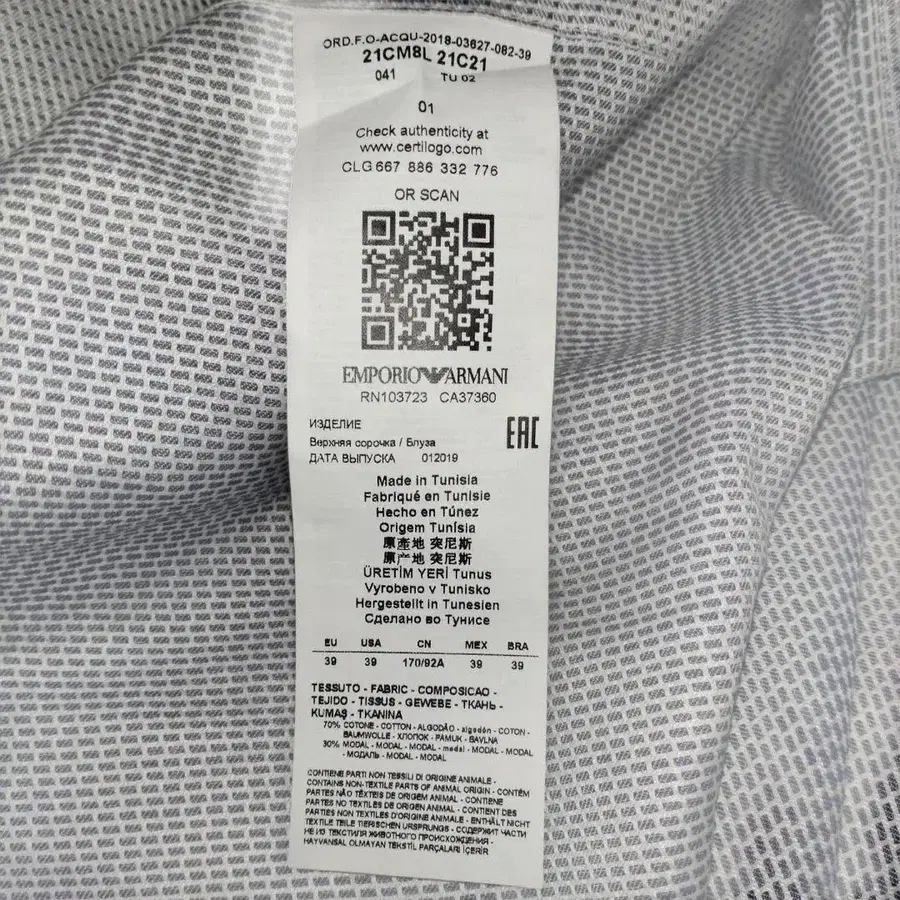 ORD.F.O-ACQU-2018-03627-082-39
21CM8L 21C21
041 TU 02
01
Check authenticity at
www.certilogo.com
CLG 667 886 332 776
OR SCAN
EMPORIO ARMANI
RN103723 CA37360
ИЗДЕЛИЕ
Верхняя сорочка / Блуза
ДАТА ВЫПУСКА 012019
EAC
Made in Tunisia
Fabriqué en Tunisie
Hecho en Túnez
Origem Tunísia
原產地 突尼斯
原产地 突尼斯
ÜRETİM YERİ Tunus
Vyrobeno v Tunisko
Hergestellt in Tunesien
Сделано во Тунисе
EU USA CN MEX BRA
39 39 170/92A 39 39
TESSUTO - FABRIC - COMPOSICAO -
TEJIDO - TISSUS - GEWEBE - ТКАНЬ -
KUMAŞ - TKANINA
70% COTONE - COTTON - ALGODÃO - algodón - COTON -
BAUMWOLLE - ХЛОПОК - PAMUK - BAVLNA
30% MODAL - MODAL - MODAL - modal - MODAL - MODAL
- МОДАЛЬ - MODAL - MODAL
CONTIENE PARTI NON TESSILI DI ORIGINE ANIMALE -
CONTAINS NON-TEXTILE PARTS OF ANIMAL ORIGIN - CONTÉM
PARTES NÃO TÊXTEIS DE ORIGEM ANIMAL - CONTIENE
PARTES NO TEXTILES DE ORIGEN ANIMAL - CONTIENT DES
PARTIES NON TEXTILES D'ORIGINE ANIMALE - ENTHÄLT NICHT
TEXTILE TEILE TIERISCHEN URSPRUNGS - СОДЕРЖИТ ЧАСТИ
НЕ ИЗ ТЕКСТИЛЯ ЖИВОТНОГО ПРОИСХОЖДЕНИЯ -
HAYVANSAL OLMAYAN TEKSTİL PARÇALARI İÇERİR